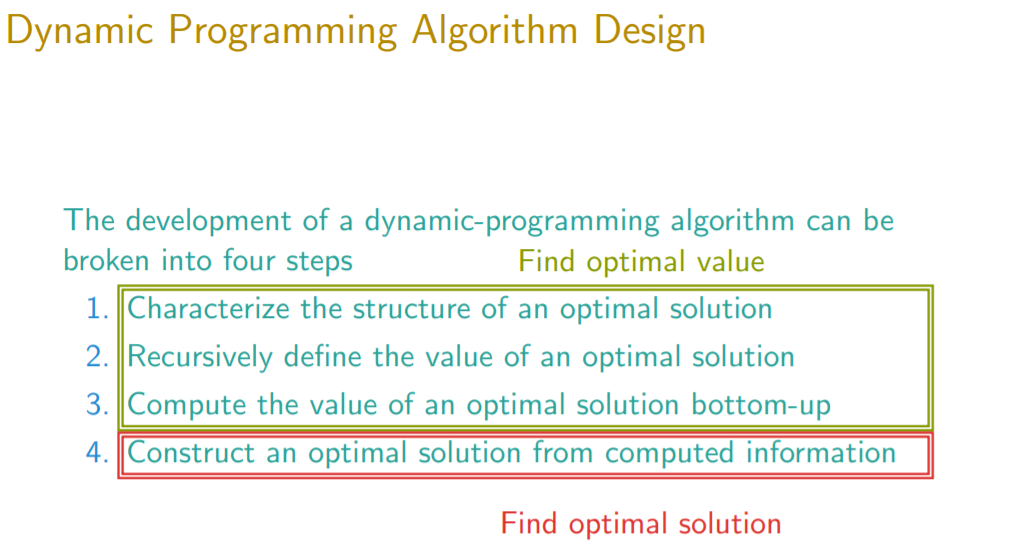 Dynamic Programming Algorithm Design
The development of a dynamic-programming algorithm can be
broken into four steps
Find optimal value
1. Characterize the structure of an optimal solution
2. Recursively define the value of an optimal solution
3. Compute the value of an optimal solution bottom-up
4. Construct an optimal solution from computed information
Find optimal solution